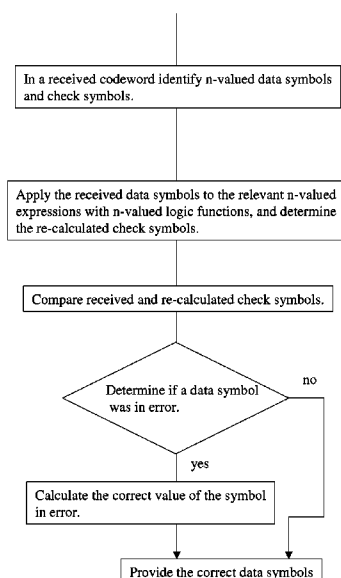 In a received codeword identify n-valued data symbols
and check symbols.
Apply the received data symbols to the relevant n-valued
expressions with n-valued logic functions, and determine
the re-calculated check symbols.
Compare received and re-calculated check symbols.
Determine if a data symbol
was in error.
no
yes
Calculate the correct value of the symbol
in error.
Provide the correct data symbols